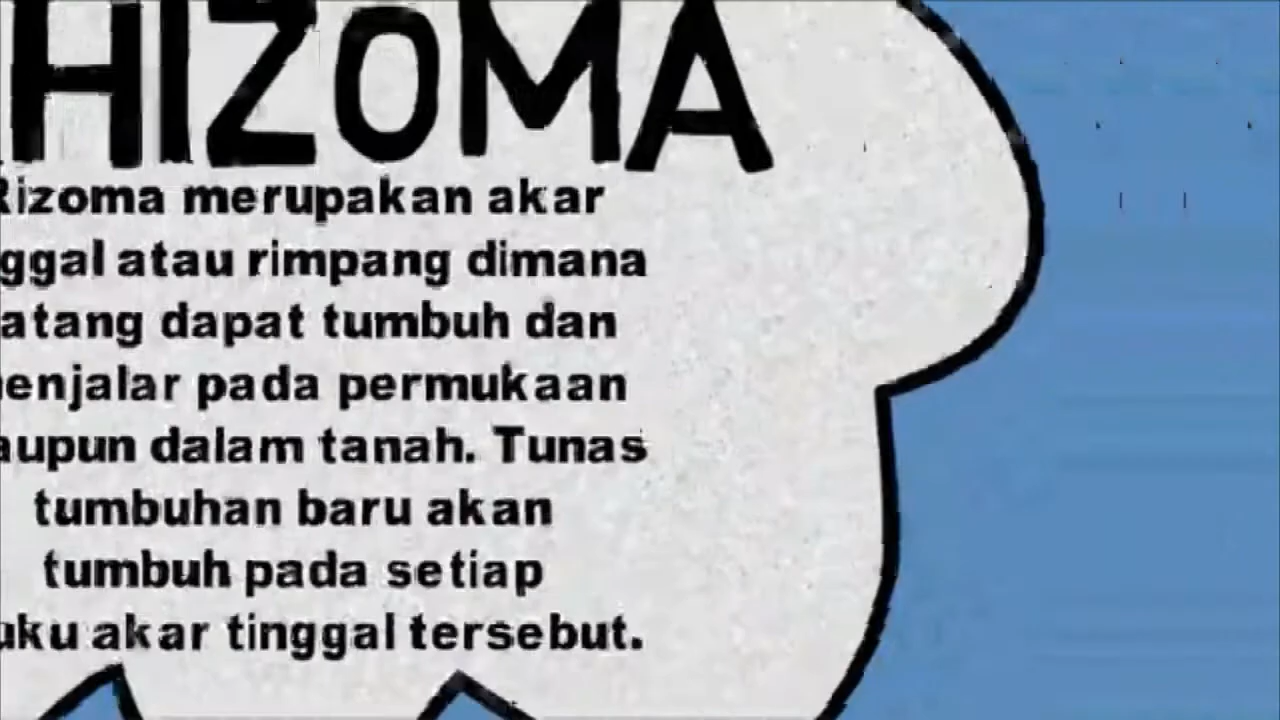 HIZOMA
Rizoma merupakan akar
ggal atau rimpang dimana
atang dapat tumbuh dan
enjalar pada permukaan
aupun dalam tanah. Tunas
tumbuhan baru akan
tumbuh pada setiap
uku akar tinggal tersebut.